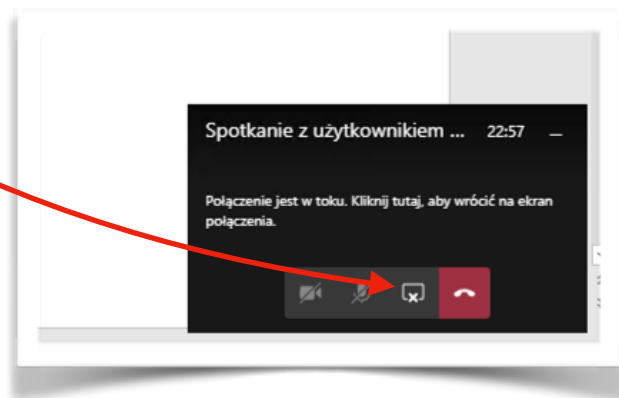 Spotkanie z użytkownikiem ... 22:57
Połączenie jest w toku. Kliknij tutaj, aby wrócić na ekran
połączenia.